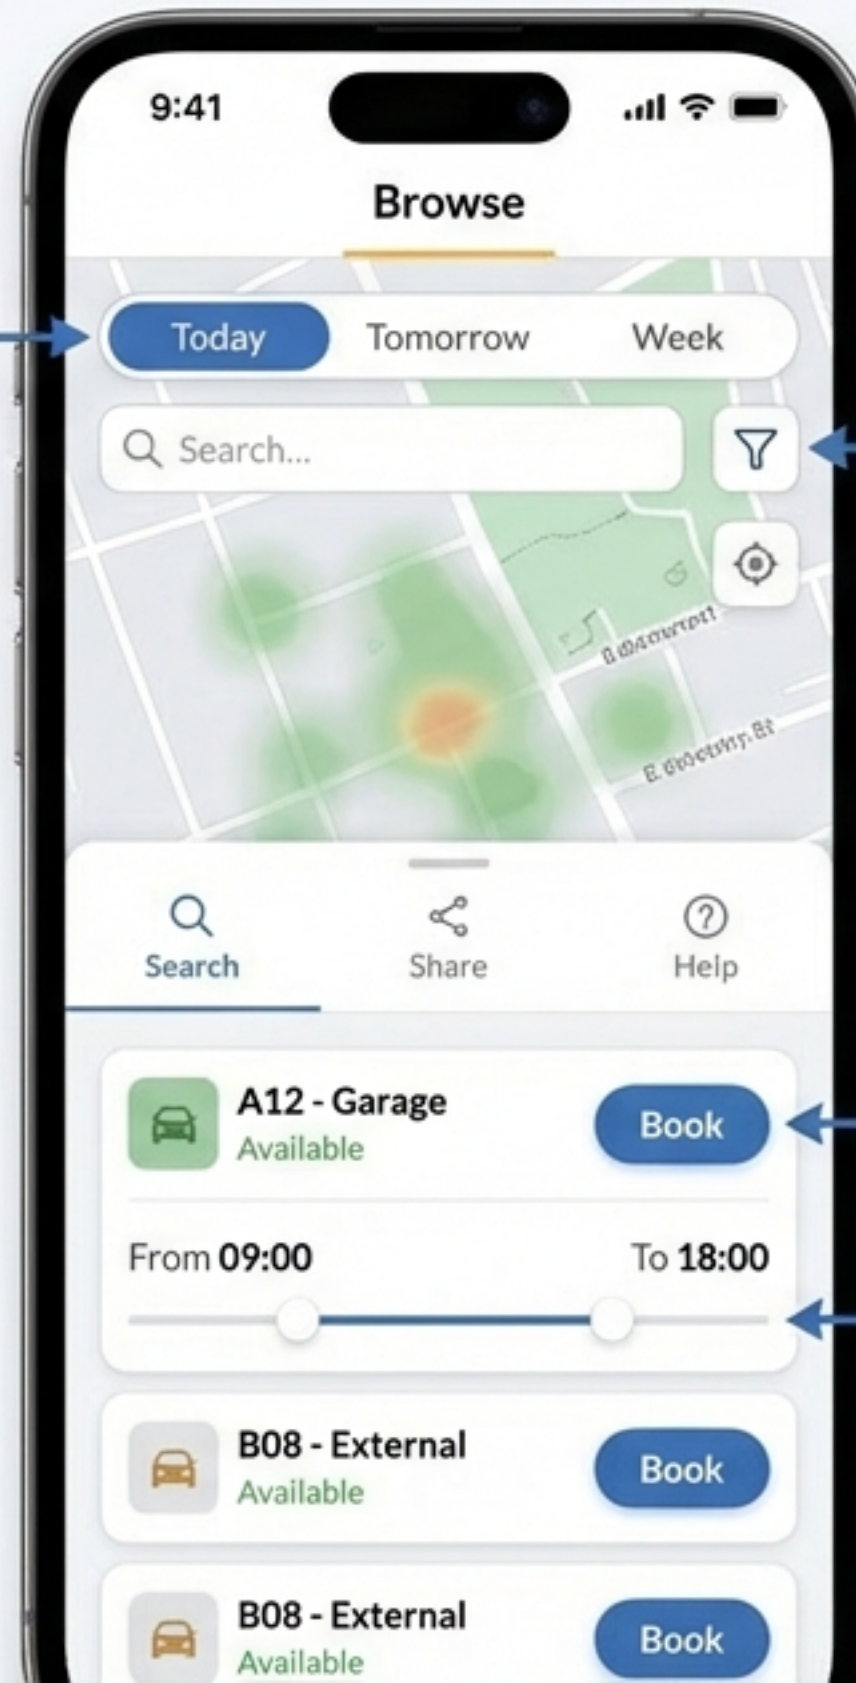 9:41
Browse
Today Tomorrow Week
Search...
Search Share Help
A12 - Garage
Available
Book
From 09:00 To 18:00
B08 - External
Available
Book
B08 - External
Available
Book